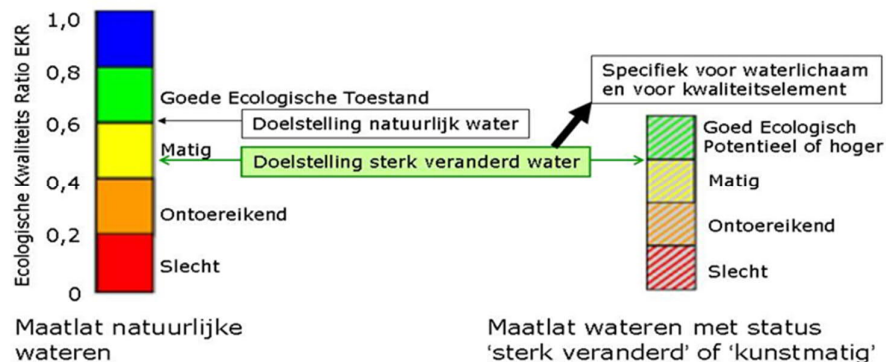 Ecologische Kwaliteits Ratio EKR
1,0
0,8
0,6
0,4
0,2
0
Goede Ecologische Toestand
Doelstelling natuurlijk water
Matig
Doelstelling sterk veranderd water
Ontoereikend
Slecht
Maatlat natuurlijke
wateren
Specifiek voor waterlichaam
en voor kwaliteitselement
Goed Ecologisch
Potentieel of hoger
Matig
Ontoereikend
Slecht
Maatlat wateren met status
'sterk veranderd' of 'kunstmatig'